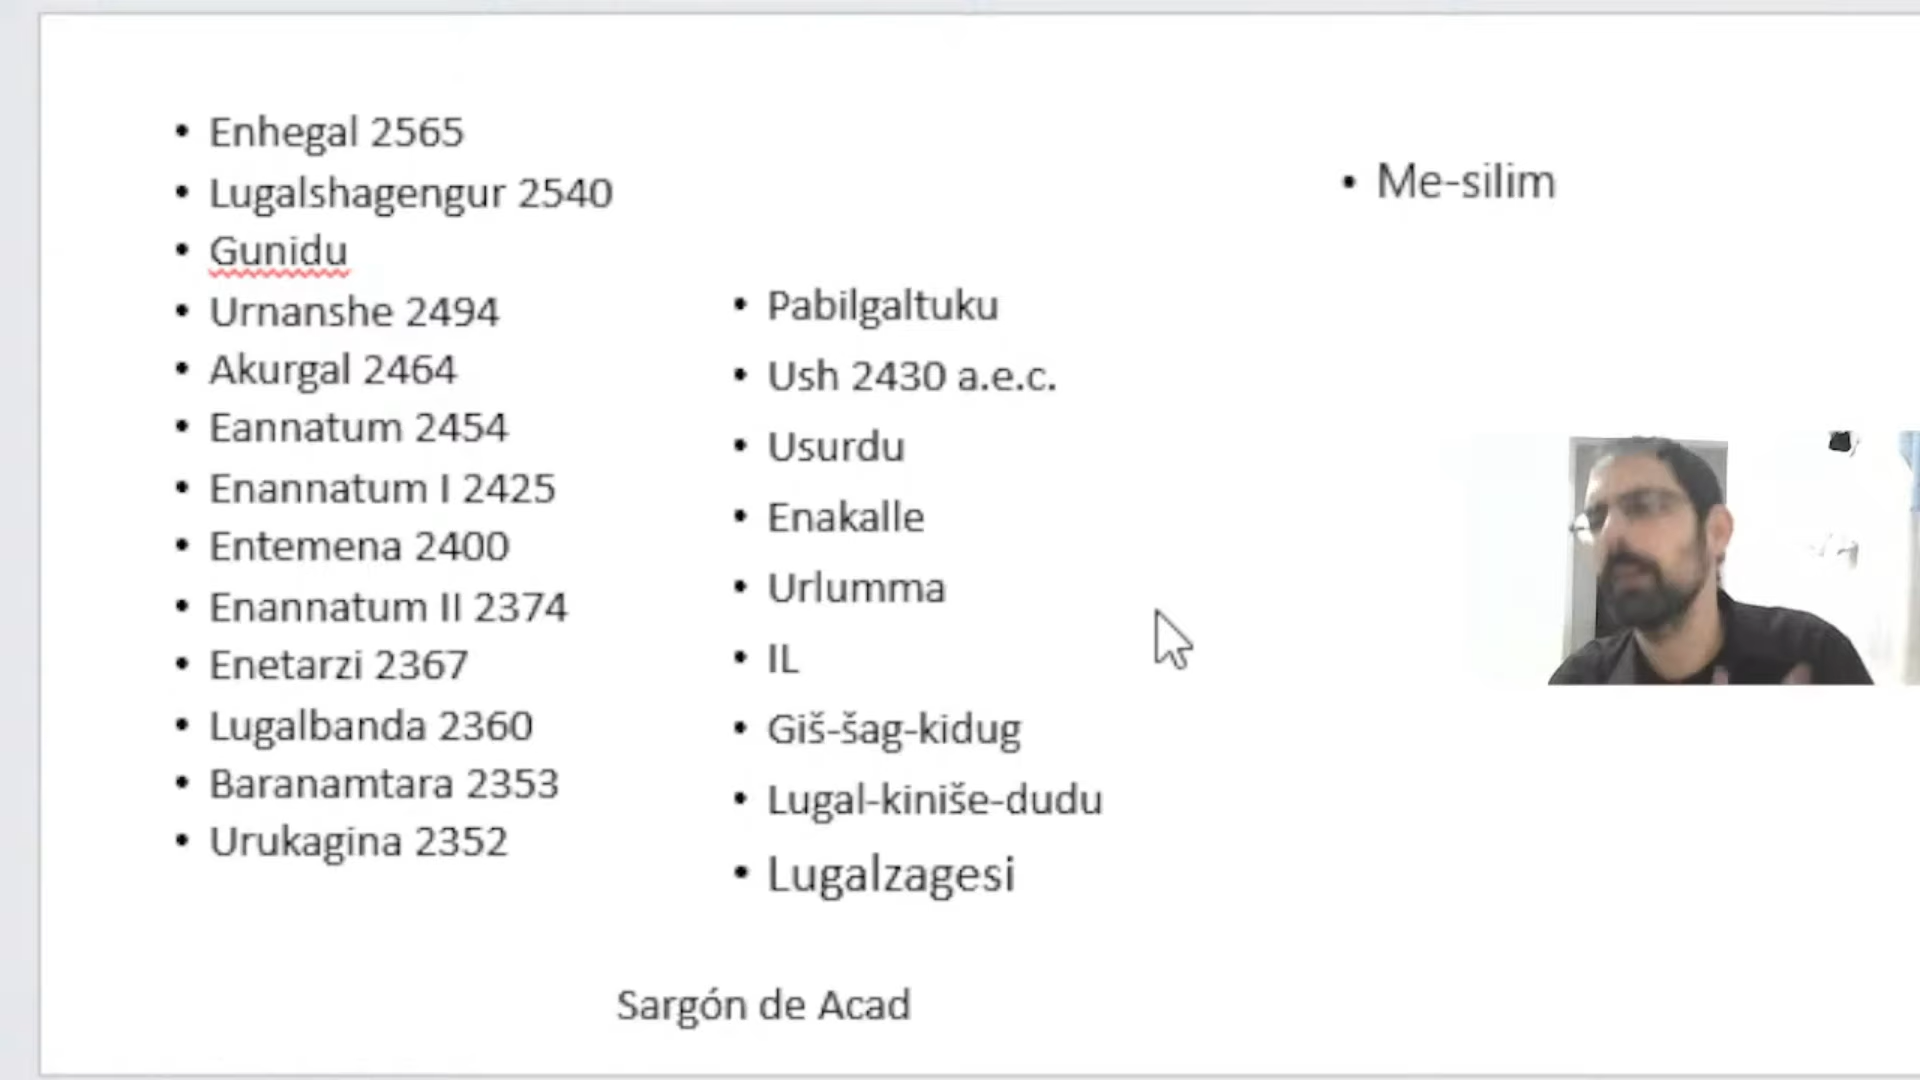 • Enhegal 2565
• Lugalshagengur 2540
• Gunidu
• Urnanshe 2494
• Akurgal 2464
• Eannatum 2454
• Enannatum I 2425
• Entemena 2400
• Enannatum II 2374
• Enetarzi 2367
• Lugalbanda 2360
• Baranamtara 2353
• Urukagina 2352
• Pabilgaltuku
• Ush 2430 a.e.c.
• Usurdu
• Enakalle
• Urlumma
• IL
• Giš-šag-kidug
• Lugal-kiniše-dudu
• Lugalzagesi
• Me-silim
Sargón de Acad